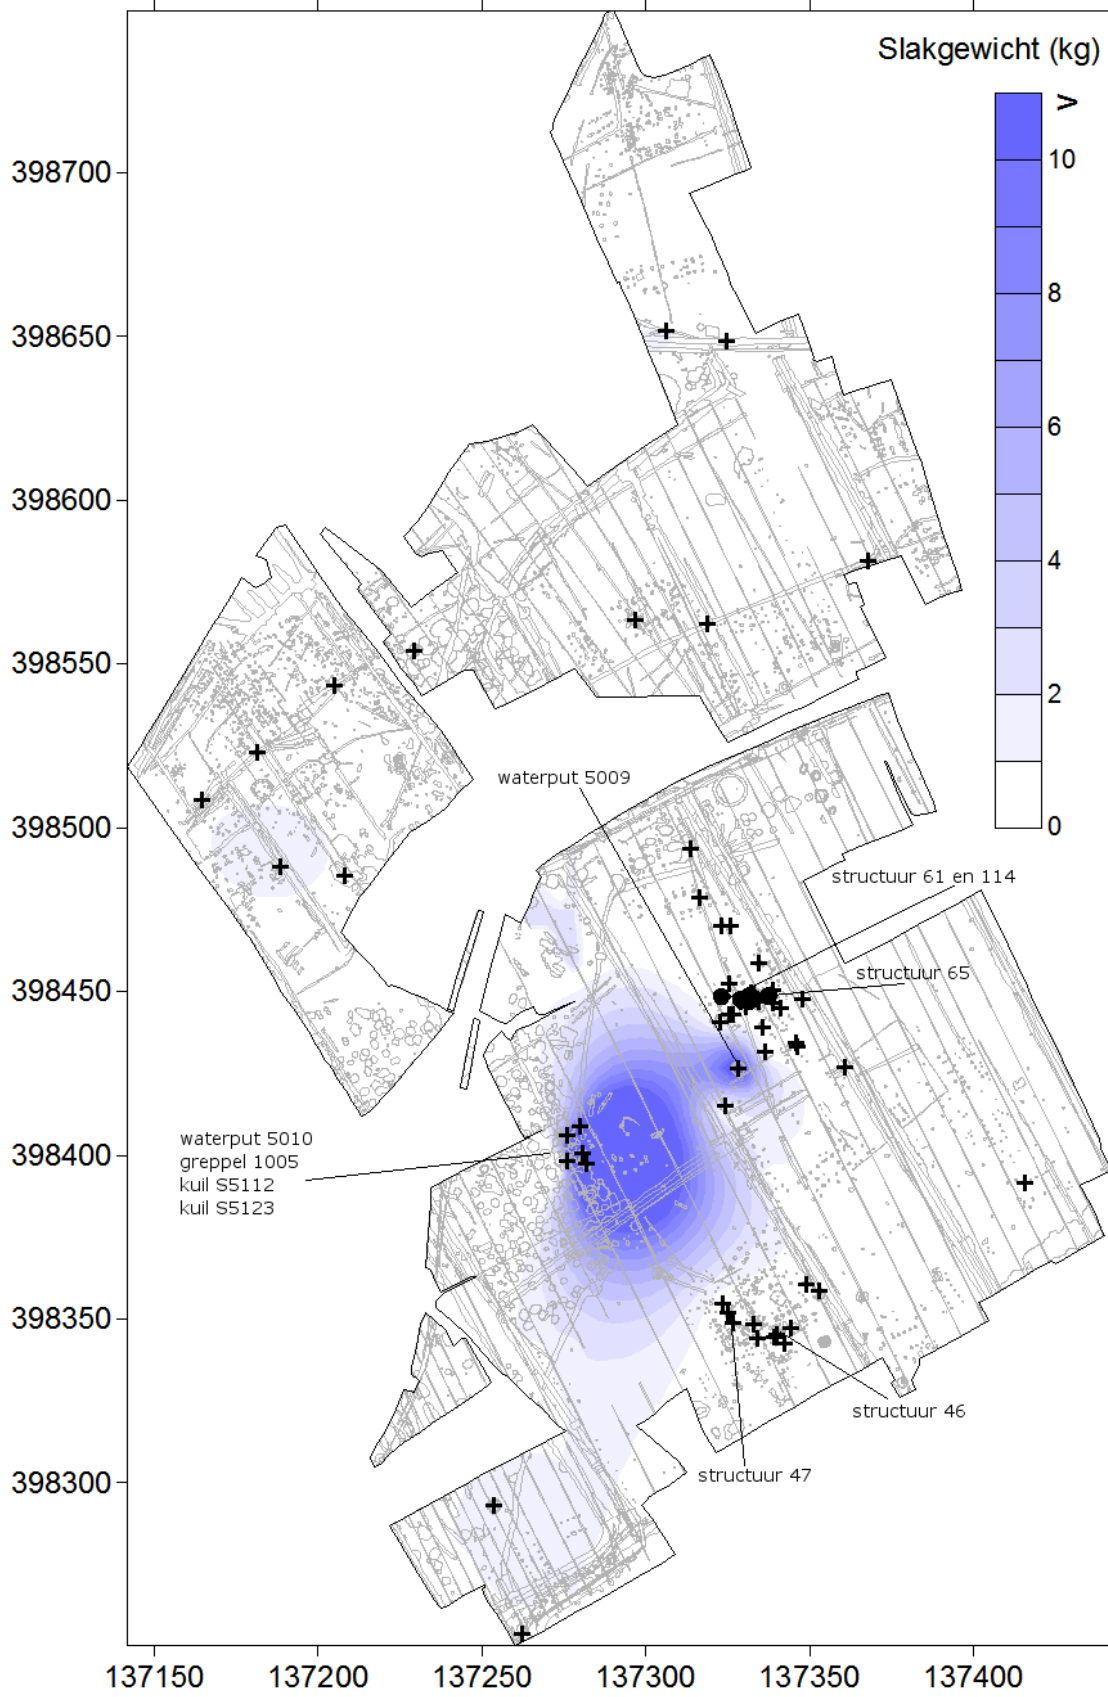 Slakgewicht (kg)
>
10
8
6
4
2
0
398700
398650
398600
398550
398500
398450
398400
398350
398300
waterput 5009
structuur 61 en 114
structuur 65
waterput 5010
greppel 1005
kuil S5112
kuil S5123
structuur 46
structuur 47
137150
137200
137250
137300
137350
137400